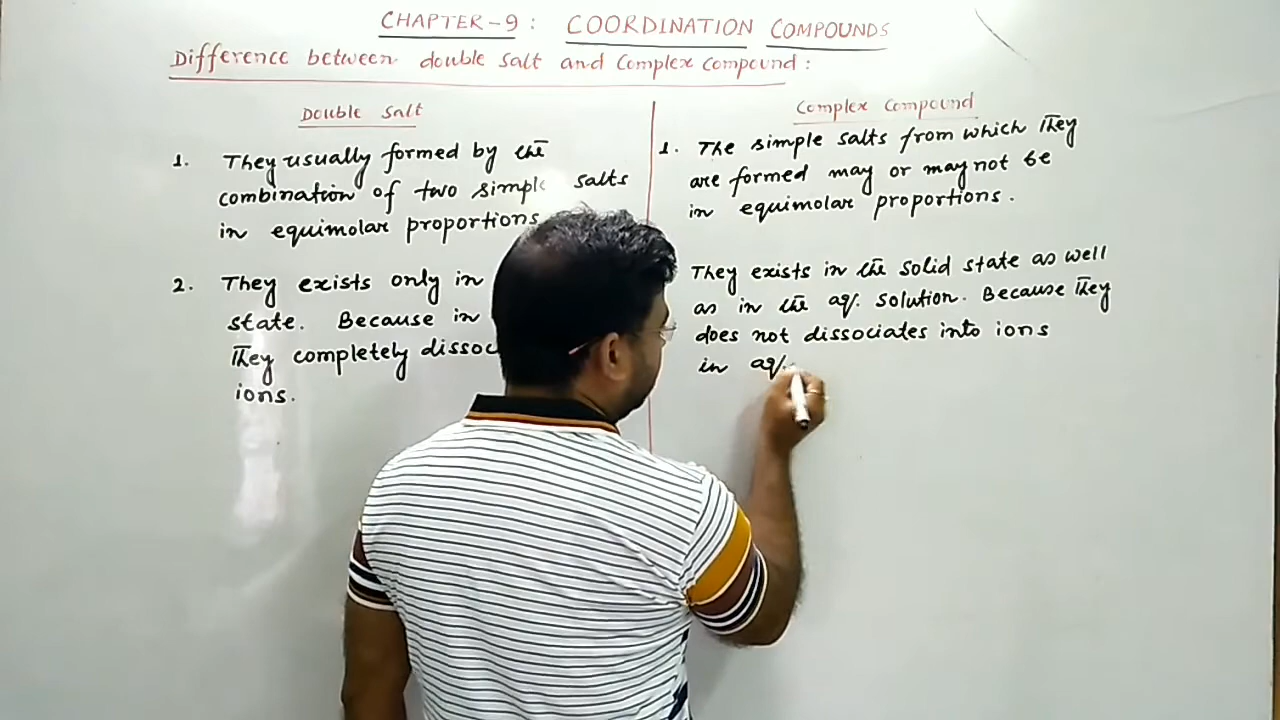 CHAPTER-9: COORDINATION COMPOUNDS
Difference between double salt and complex compound:
Double Salt
1. They usually formed by the
combination of two simple salts
in equimolar proportions
2. They exists only in
state. Because in
They completely
ions.
Complex Compound
1. The simple salts from which They
are formed may or may not be
in equimolar proportions.
They exists in the solid state as well
as in the aq. solution. Because They
does not dissociates into ions
in aq.